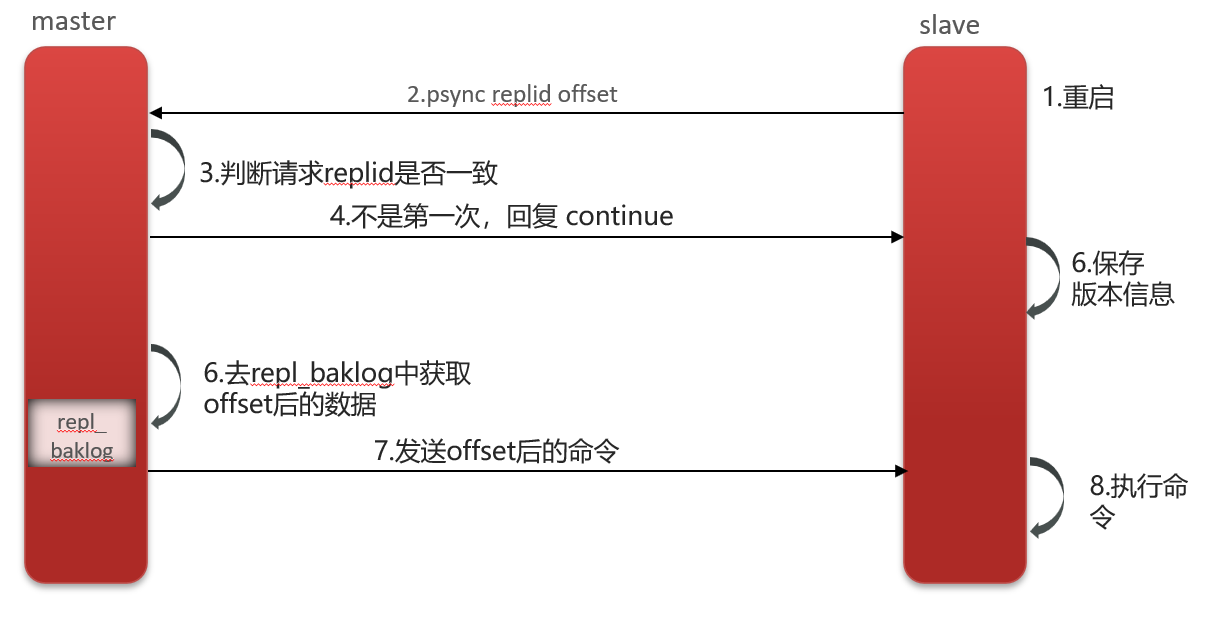 master
slave
2.psync replid offset
1.重启
3.判断请求replid是否一致
4.不是第一次，回复 continue
6.保存
版本信息
6.去repl_baklog中获取
offset后的数据
repl_
baklog
7.发送offset后的命令
8.执行命
令